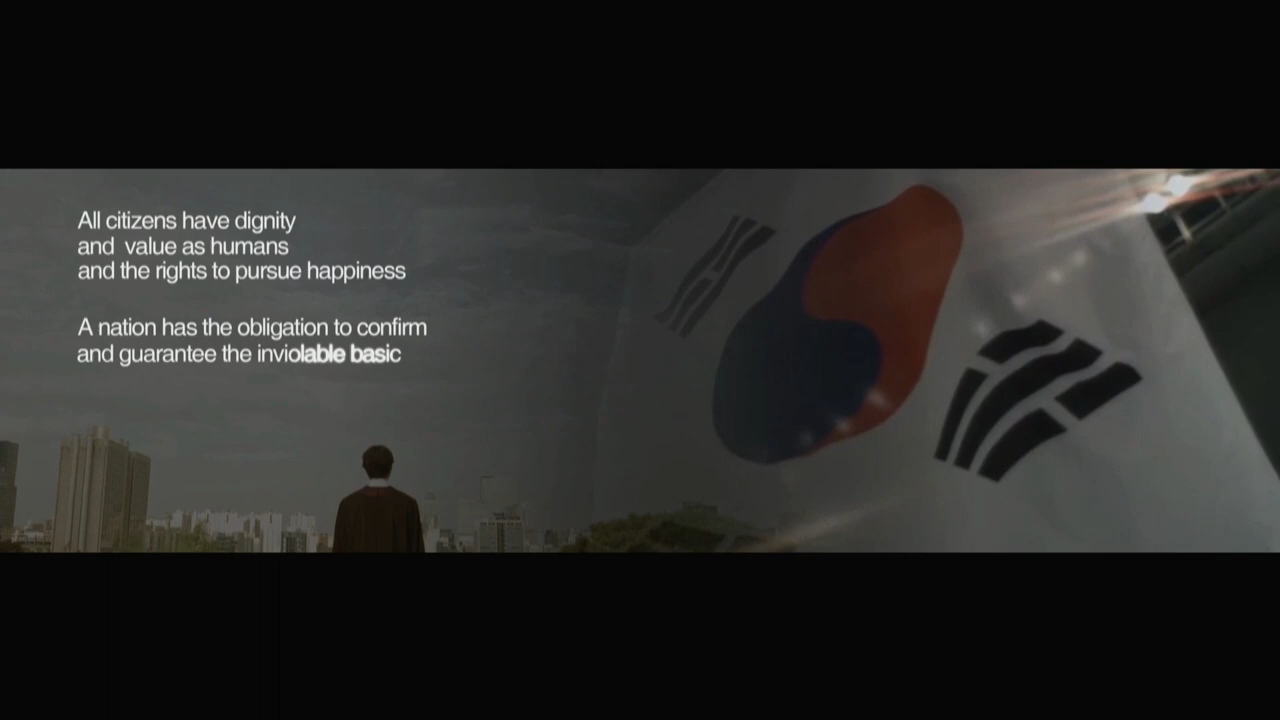 All citizens have dignity
and  value as humans
and the rights to pursue happiness
A nation has the obligation to confirm
and guarantee the inviolable basic